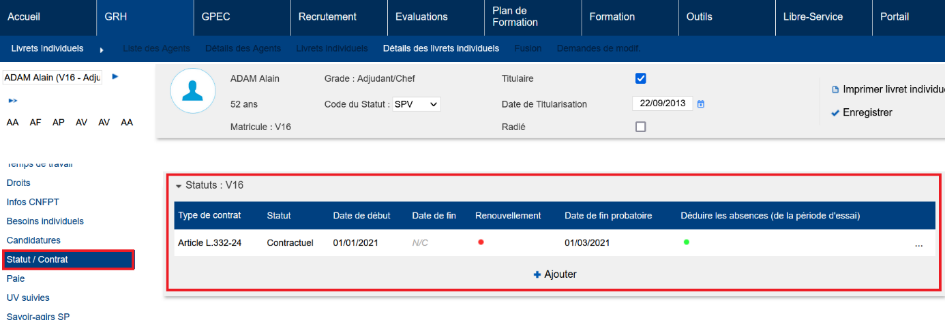 Accueil GRH GPEC Recrutement Evaluations Plan de Formation Formation Outils Libre-Service Portail
Livrets Individuels Liste des Agents Détails des Agents Livrets individuels Détails des livrets individuels Fusion Demandes de modif.
ADAM Alain (V16 - Adju
AA AF AP AV AV AA
ADAM Alain Grade : Adjudant/Chef Titulaire
52 ans Code du Statut : SPV Date de Titularisation 22/09/2013
Matricule : V16 Radié
Imprimer livret individue
Enregistrer
Temps de travail
Droits
Infos CNFPT
Besoins individuels
Candidatures
Statut / Contrat
Paie
UV suivies
Savoir-agirs SP
Statuts : V16
Type de contrat Statut Date de début Date de fin Renouvellement Date de fin probatoire Déduire les absences (de la période d'essai)
Article L.332-24 Contractuel 01/01/2021 N/C 01/03/2021 ...
+ Ajouter